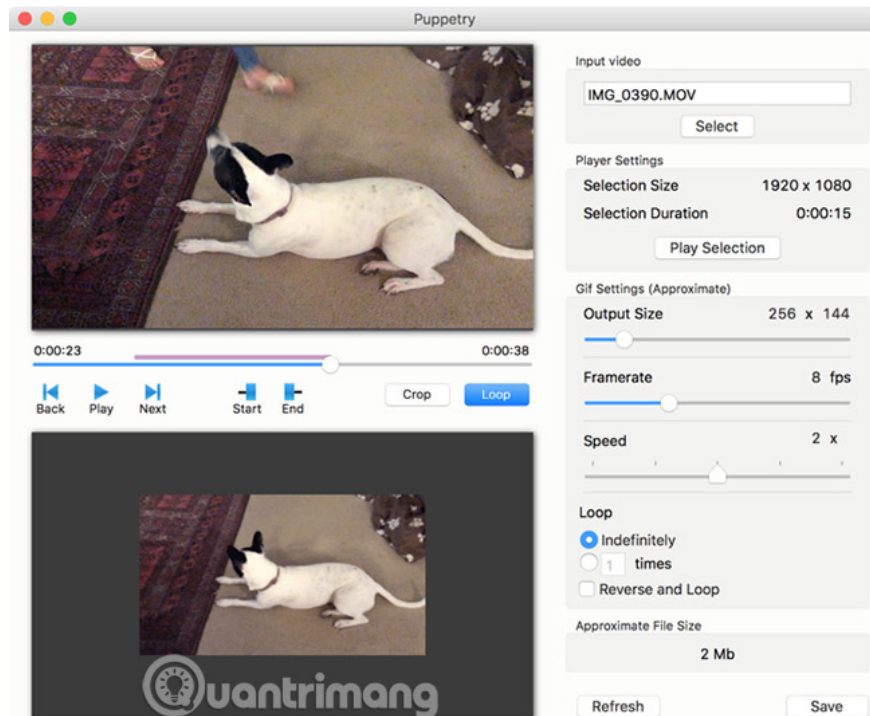 Puppetry
Input video
IMG_0390.MOV
Select
Player Settings
Selection Size 1920 x 1080
Selection Duration 0:00:15
Play Selection
Gif Settings (Approximate)
Output Size 256 x 144
0:00:23 0:00:38
Framerate 8 fps
Back Play Next Start End Crop Loop
Speed 2 x
Loop
Indefinitely
1 times
Reverse and Loop
Approximate File Size
2 Mb
Quantrimang
Refresh Save